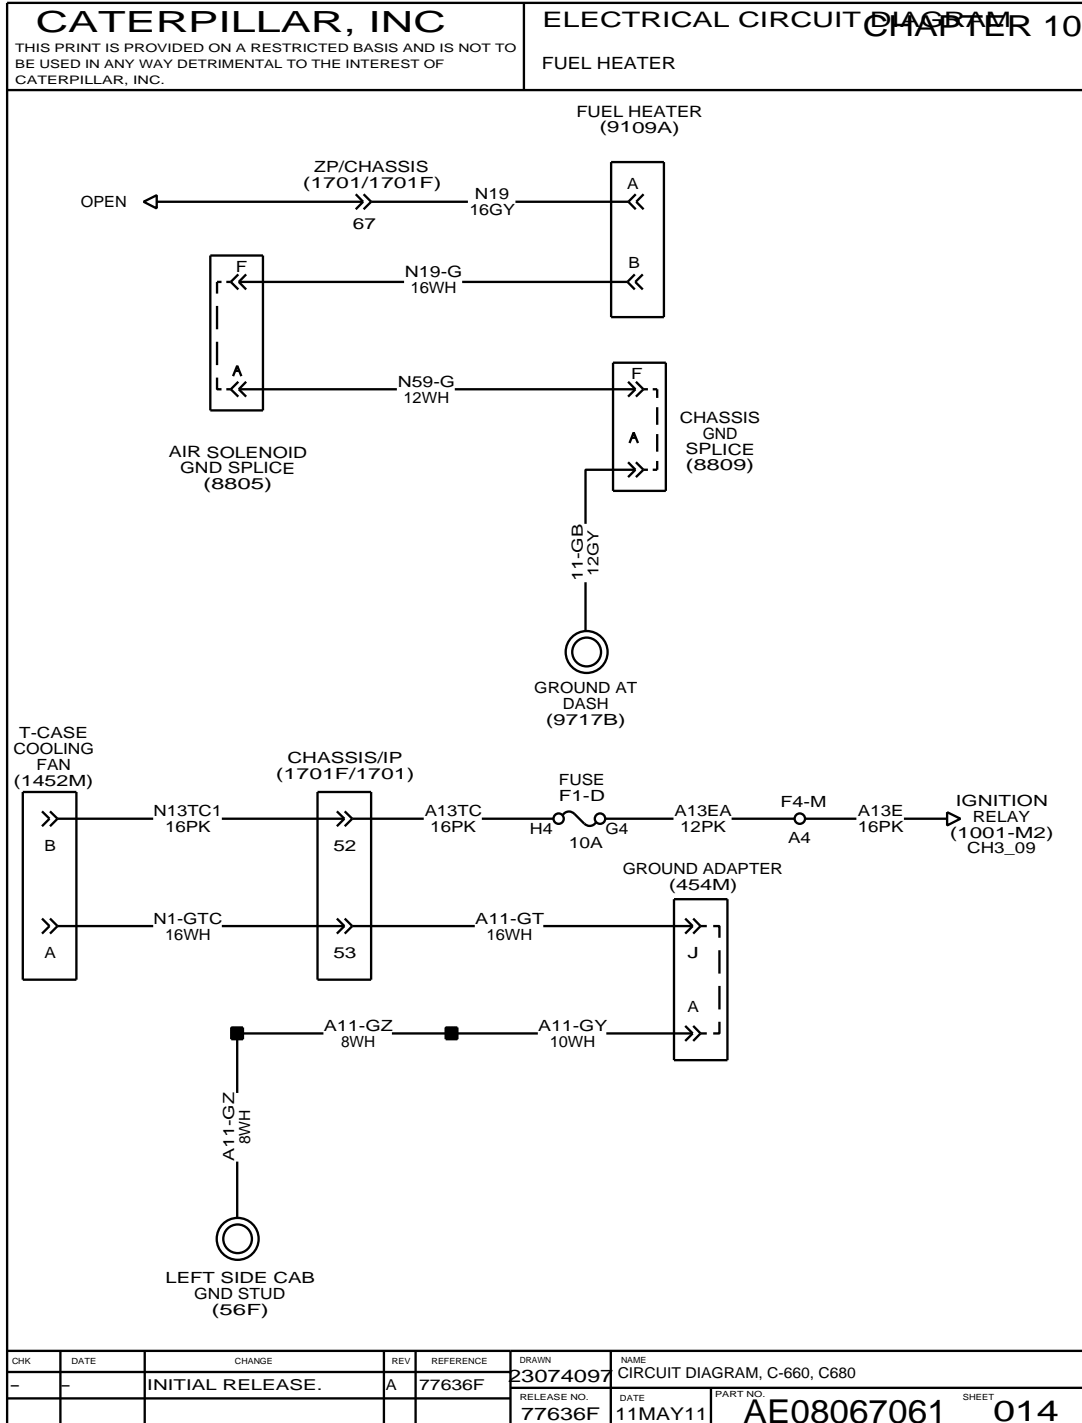 CATERPILLAR, INC
THIS PRINT IS PROVIDED ON A RESTRICTED BASIS AND IS NOT TO
BE USED IN ANY WAY DETRIMENTAL TO THE INTEREST OF
CATERPILLAR, INC.
ELECTRICAL CIRCUIT DIAGRAM
CHAPTER 10
FUEL HEATER
FUEL HEATER
(9109A)
ZP/CHASSIS
(1701/1701F)
OPEN
67
N19
16GY
A
B
F
N19-G
16WH
A
N59-G
12WH
F
A
CHASSIS
GND
SPLICE
(8809)
AIR SOLENOID
GND SPLICE
(8805)
11-GB
12GY
GROUND AT
DASH
(9717B)
T-CASE
COOLING
FAN
(1452M)
CHASSIS/IP
(1701F/1701)
FUSE
F1-D
B
N13TC1
16PK
52
A13TC
16PK
H4
10A
G4
A13EA
12PK
F4-M
A4
A13E
16PK
IGNITION
RELAY
(1001-M2)
CH3_09
GROUND ADAPTER
(454M)
A
N1-GTC
16WH
53
A11-GT
16WH
J
A
A11-GZ
8WH
A11-GY
10WH
A11-GZ
8WH
LEFT SIDE CAB
GND STUD
(56F)
CHK DATE CHANGE REV REFERENCE
– – INITIAL RELEASE. A 77636F
DRAWN
23074097
NAME
CIRCUIT DIAGRAM, C-660, C680
RELEASE NO.
77636F
DATE
11MAY11
PART NO.
AE08067061
SHEET
014